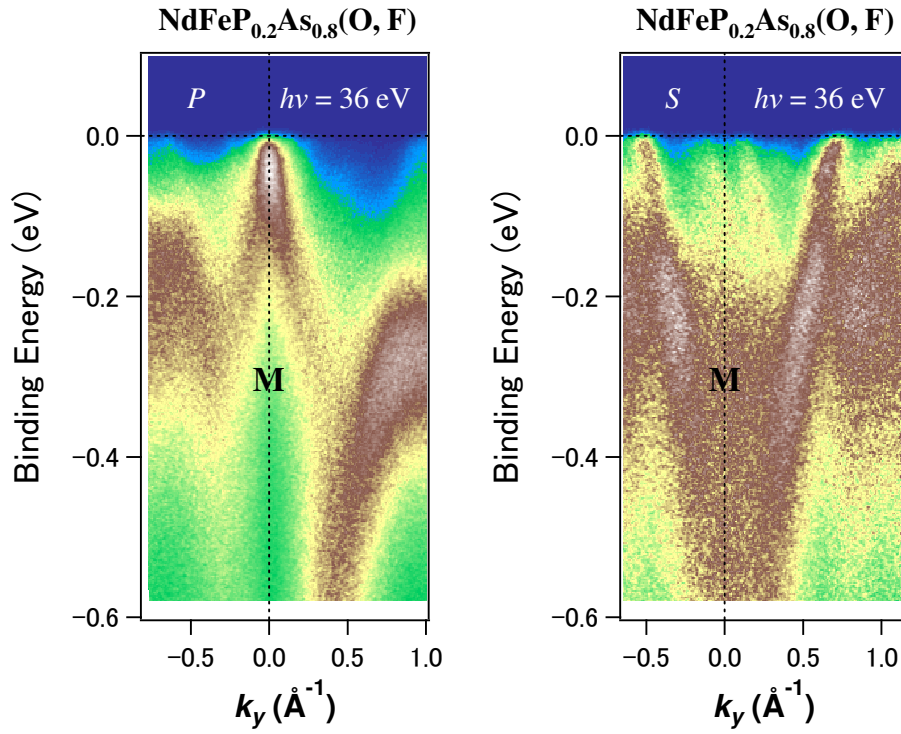 NdFeP₀.₂As₀.₈(O, F)
P
hν = 36 eV
0.0
−0.2
−0.4
−0.6
Binding Energy (eV)
M
−0.5
0.0
0.5
1.0
k_y (Å⁻¹)
NdFeP₀.₂As₀.₈(O, F)
S
hν = 36 eV
0.0
−0.2
−0.4
−0.6
Binding Energy (eV)
M
−0.5
0.0
0.5
1.0
k_y (Å⁻¹)